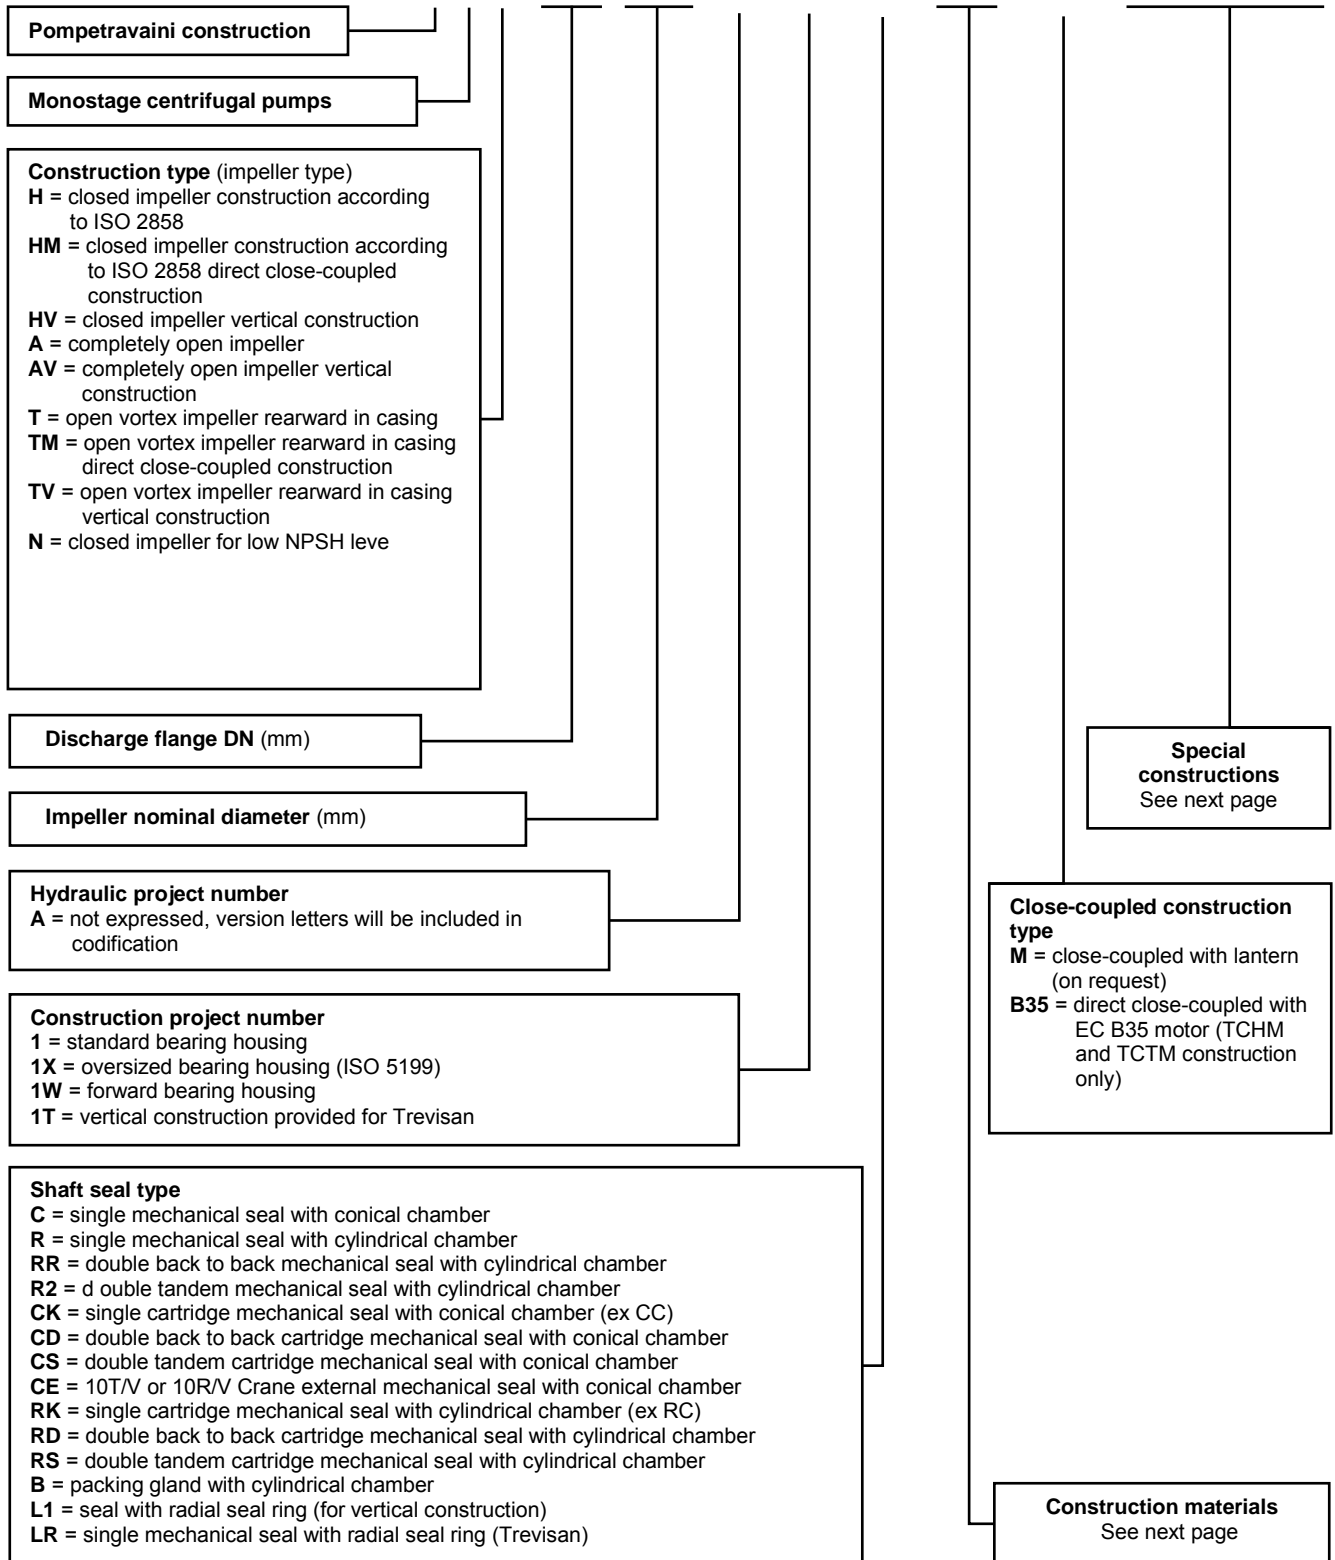 Pompetravaini construction
Monostage centrifugal pumps
Construction type (impeller type)
H = closed impeller construction according
to ISO 2858
HM = closed impeller construction according
to ISO 2858 direct close-coupled
construction
HV = closed impeller vertical construction
A = completely open impeller
AV = completely open impeller vertical
construction
T = open vortex impeller rearward in casing
TM = open vortex impeller rearward in casing
direct close-coupled construction
TV = open vortex impeller rearward in casing
vertical construction
N = closed impeller for low NPSH leve
Discharge flange DN (mm)
Impeller nominal diameter (mm)
Hydraulic project number
A = not expressed, version letters will be included in
codification
Construction project number
1 = standard bearing housing
1X = oversized bearing housing (ISO 5199)
1W = forward bearing housing
1T = vertical construction provided for Trevisan
Shaft seal type
C = single mechanical seal with conical chamber
R = single mechanical seal with cylindrical chamber
RR = double back to back mechanical seal with cylindrical chamber
R2 = d ouble tandem mechanical seal with cylindrical chamber
CK = single cartridge mechanical seal with conical chamber (ex CC)
CD = double back to back cartridge mechanical seal with conical chamber
CS = double tandem cartridge mechanical seal with conical chamber
CE = 10T/V or 10R/V Crane external mechanical seal with conical chamber
RK = single cartridge mechanical seal with cylindrical chamber (ex RC)
RD = double back to back cartridge mechanical seal with cylindrical chamber
RS = double tandem cartridge mechanical seal with cylindrical chamber
B = packing gland with cylindrical chamber
L1 = seal with radial seal ring (for vertical construction)
LR = single mechanical seal with radial seal ring (Trevisan)
Special
constructions
See next page
Close-coupled construction
type
M = close-coupled with lantern
(on request)
B35 = direct close-coupled with
EC B35 motor (TCHM
and TCTM construction
only)
Construction materials
See next page